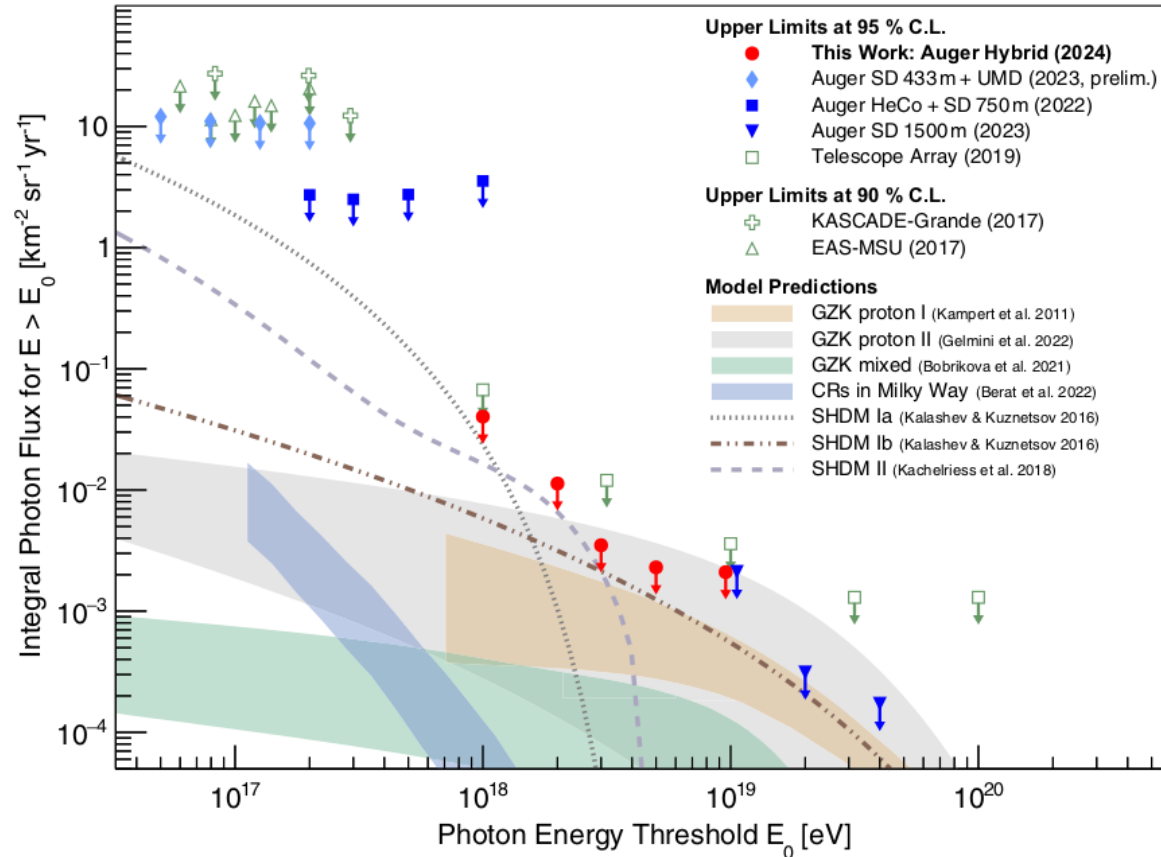 Integral Photon Flux for E > E₀ [km⁻² sr⁻¹ yr⁻¹]
10
1
10⁻¹
10⁻²
10⁻³
10⁻⁴
10¹⁷
10¹⁸
10¹⁹
10²⁰
Photon Energy Threshold E₀ [eV]
Upper Limits at 95 % C.L.
This Work: Auger Hybrid (2024)
Auger SD 433 m + UMD (2023, prelim.)
Auger HeCo + SD 750 m (2022)
Auger SD 1500 m (2023)
Telescope Array (2019)
Upper Limits at 90 % C.L.
KASCADE-Grande (2017)
EAS-MSU (2017)
Model Predictions
GZK proton I (Kampert et al. 2011)
GZK proton II (Gelmini et al. 2022)
GZK mixed (Bobrikova et al. 2021)
CRs in Milky Way (Berat et al. 2022)
SHDM Ia (Kalashev & Kuznetsov 2016)
SHDM Ib (Kalashev & Kuznetsov 2016)
SHDM II (Kachelriess et al. 2018)